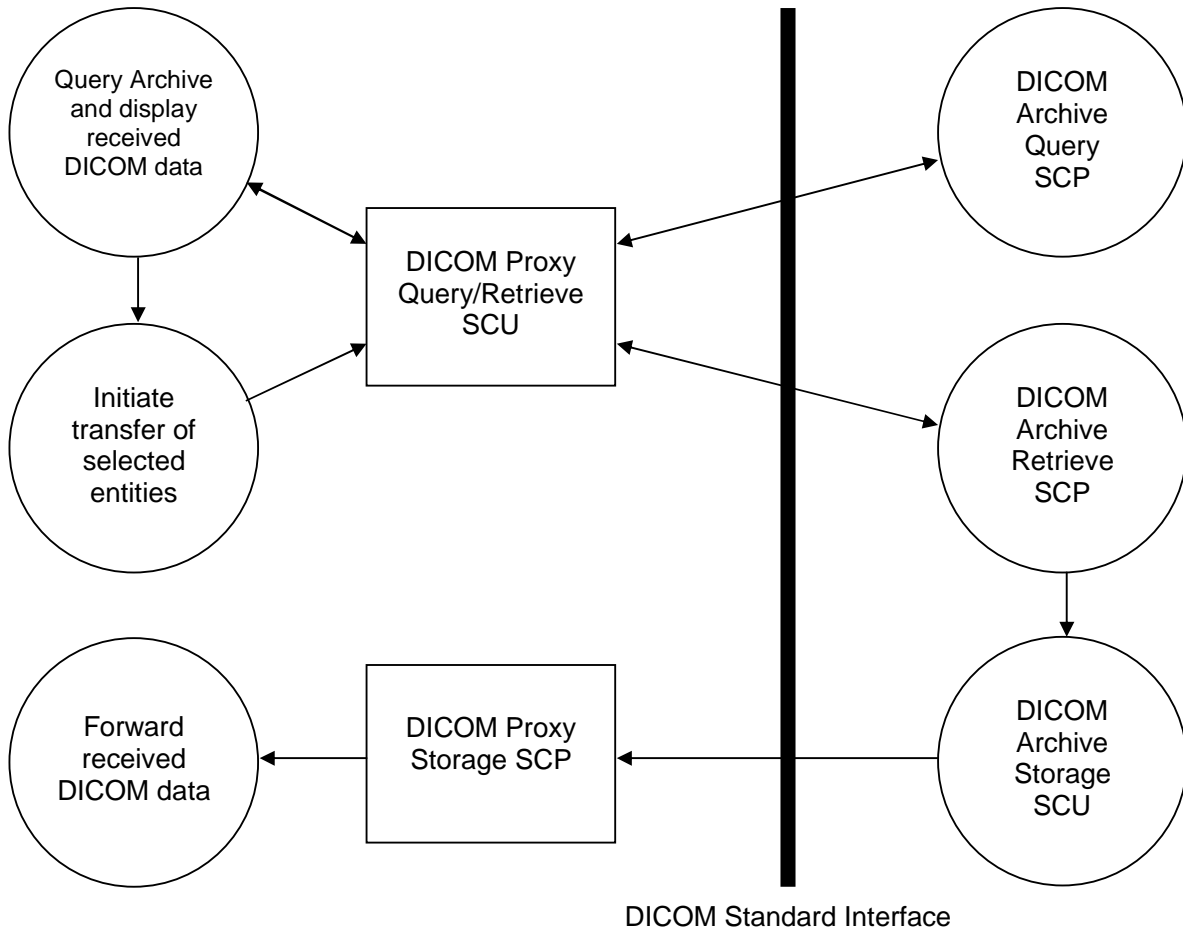 Query Archive
and display
received
DICOM data
DICOM
Archive
Query
SCP
DICOM Proxy
Query/Retrieve
SCU
Initiate
transfer of
selected
entities
DICOM
Archive
Retrieve
SCP
Forward
received
DICOM data
DICOM Proxy
Storage SCP
DICOM
Archive
Storage
SCU
DICOM Standard Interface